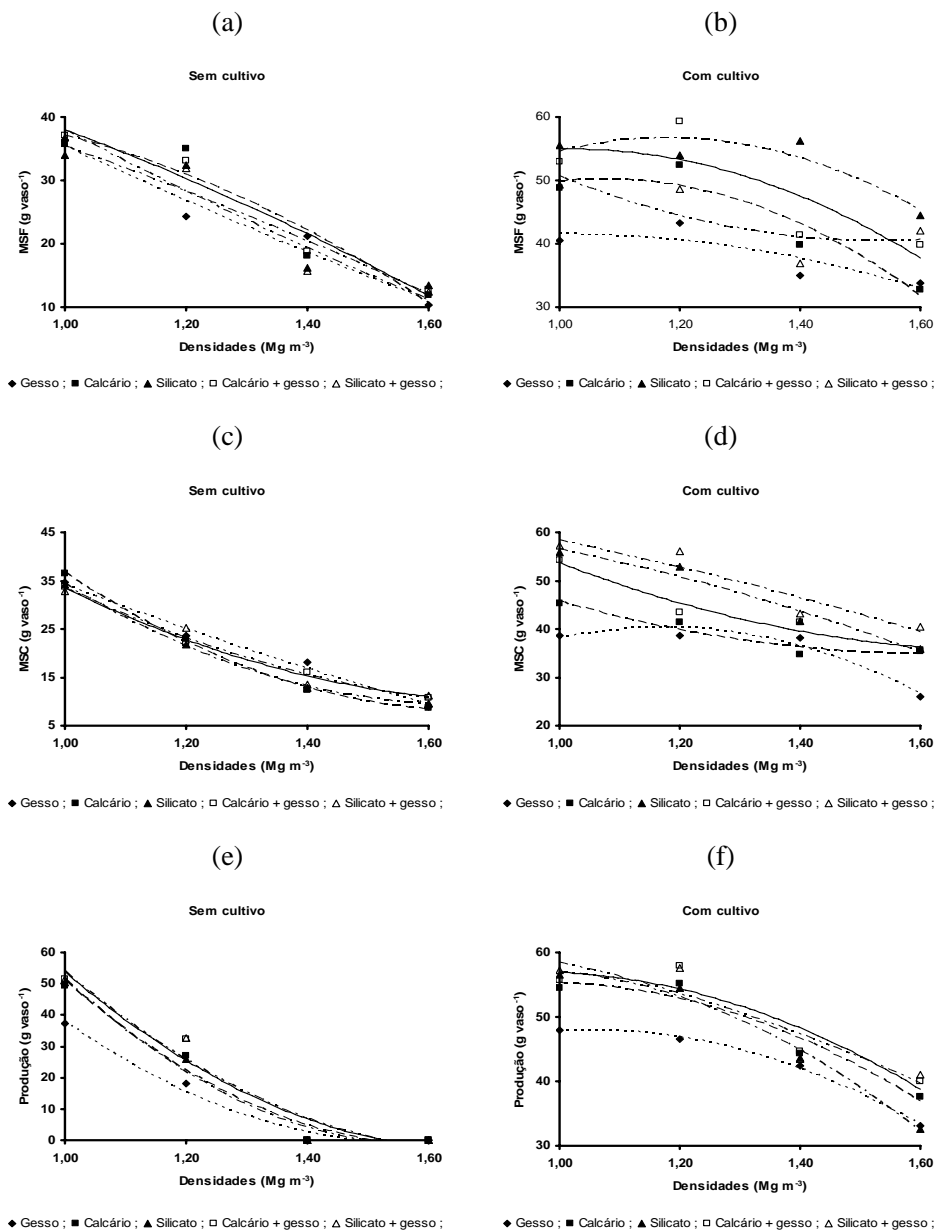 (a)
Sem cultivo
MSF (g vaso⁻¹)
40
30
20
10
1,00 1,20 1,40 1,60
Densidades (Mg m⁻³)
◆ Gesso ; ■ Calcário ; ▲ Silicato ; □ Calcário + gesso ; △ Silicato + gesso ;
(b)
Com cultivo
MSF (g vaso⁻¹)
60
50
40
30
1,00 1,20 1,40 1,60
Densidades (Mg m⁻³)
◆ Gesso ; ■ Calcário ; ▲ Silicato ; □ Calcário + gesso ; △ Silicato + gesso ;
(c)
Sem cultivo
MSC (g vaso⁻¹)
45
35
25
15
5
1,00 1,20 1,40 1,60
Densidades (Mg m⁻³)
◆ Gesso ; ■ Calcário ; ▲ Silicato ; □ Calcário + gesso ; △ Silicato + gesso ;
(d)
Com cultivo
MSC (g vaso⁻¹)
60
50
40
30
20
1,00 1,20 1,40 1,60
Densidades (Mg m⁻³)
◆ Gesso ; ■ Calcário ; ▲ Silicato ; □ Calcário + gesso ; △ Silicato + gesso ;
(e)
Sem cultivo
Produção (g vaso⁻¹)
60
50
40
30
20
10
0
1,00 1,20 1,40 1,60
Densidades (Mg m⁻³)
◆ Gesso ; ■ Calcário ; ▲ Silicato ; □ Calcário + gesso ; △ Silicato + gesso ;
(f)
Com cultivo
Produção (g vaso⁻¹)
60
50
40
30
1,00 1,20 1,40 1,60
Densidades (Mg m⁻³)
◆ Gesso ; ■ Calcário ; ▲ Silicato ; □ Calcário + gesso ; △ Silicato + gesso ;